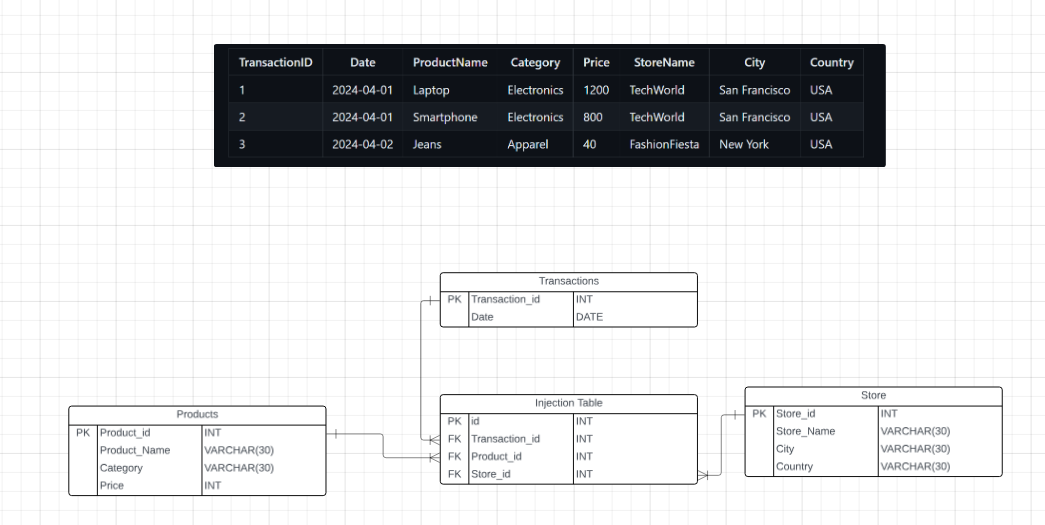 TransactionID Date ProductName Category Price StoreName City Country
1 2024-04-01 Laptop Electronics 1200 TechWorld San Francisco USA
2 2024-04-01 Smartphone Electronics 800 TechWorld San Francisco USA
3 2024-04-02 Jeans Apparel 40 FashionFiesta New York USA
Transactions
PK Transaction_id INT
Date DATE
Products
PK Product_id INT
Product_Name VARCHAR(30)
Category VARCHAR(30)
Price INT
Injection Table
PK id INT
FK Transaction_id INT
FK Product_id INT
FK Store_id INT
Store
PK Store_id INT
Store_Name VARCHAR(30)
City VARCHAR(30)
Country VARCHAR(30)